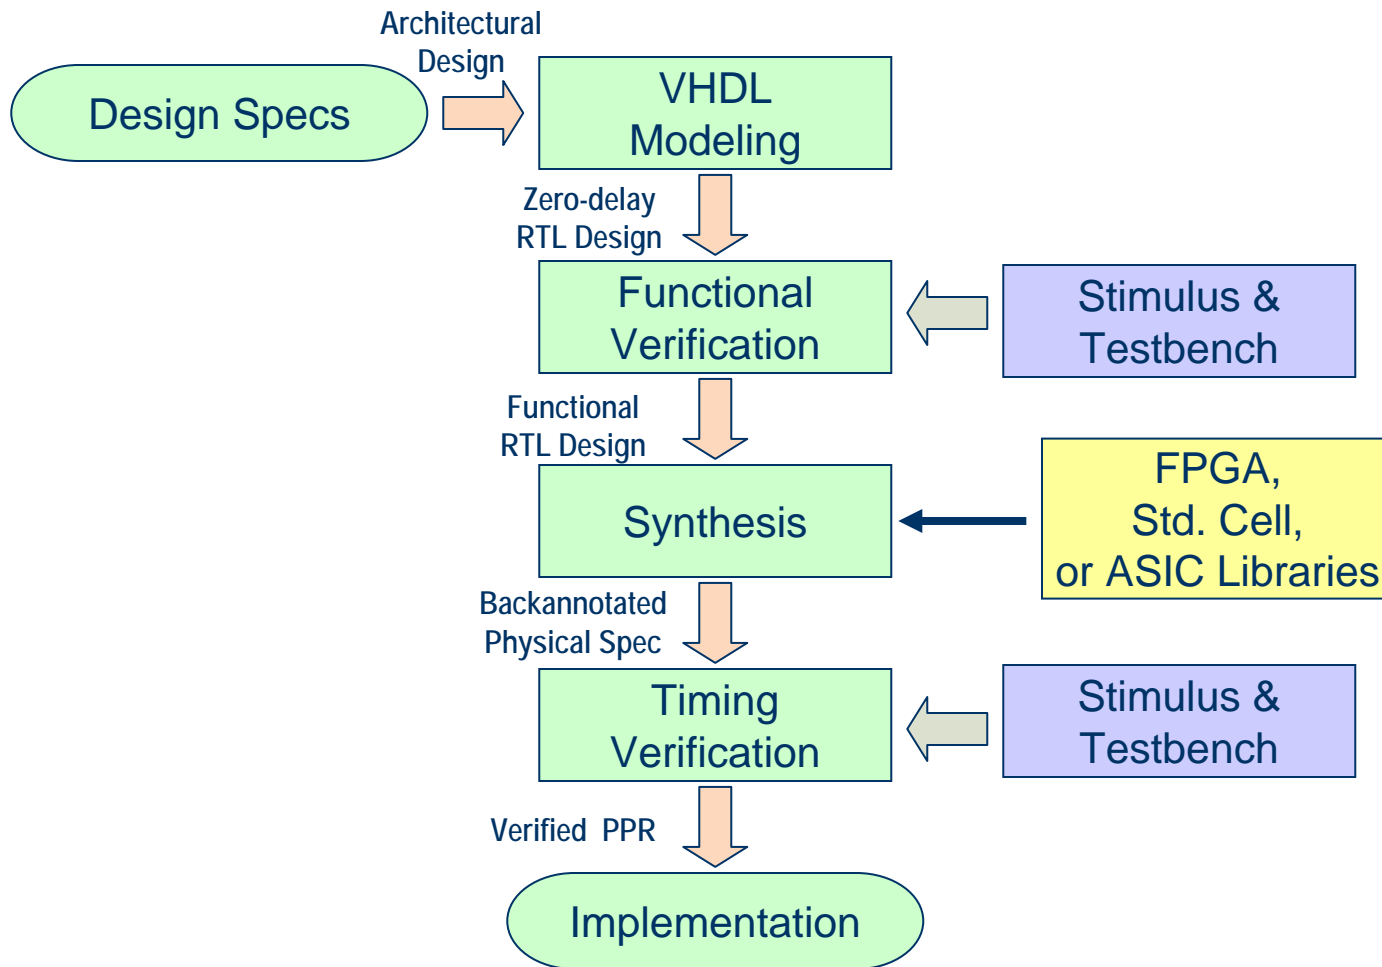 Architectural
Design
Design Specs
VHDL
Modeling
Zero-delay
RTL Design
Functional
Verification
Stimulus &
Testbench
Functional
RTL Design
Synthesis
FPGA,
Std. Cell,
or ASIC Libraries
Backannotated
Physical Spec
Timing
Verification
Stimulus &
Testbench
Verified PPR
Implementation